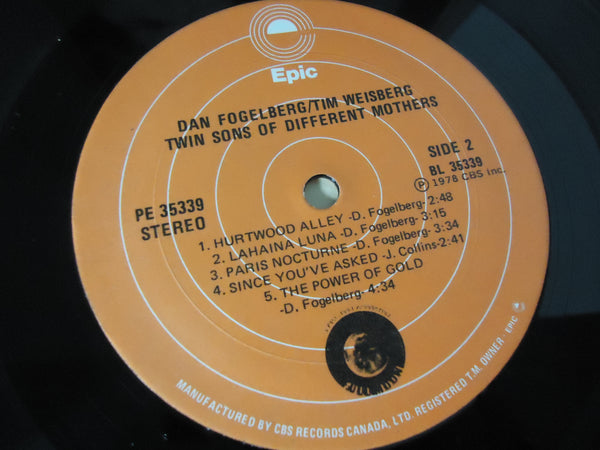 Epic
DAN FOGELBERG/TIM WEISBERG
TWIN SONS OF DIFFERENT MOTHERS
SIDE 2
BL 35339
℗ 1978 CBS inc.
PE 35339
STEREO
1. HURTWOOD ALLEY -D. Fogelberg- 2:48
2. LAHAINA LUNA -D. Fogelberg- 3:15
3. PARIS NOCTURNE -D. Fogelberg- 3:34
4. SINCE YOU'VE ASKED -J. Collins- 2:41
5. THE POWER OF GOLD
-D. Fogelberg- 4:34
FULL MOON
MANUFACTURED BY CBS RECORDS CANADA, LTD. REGISTERED T.M. OWNER- EPIC